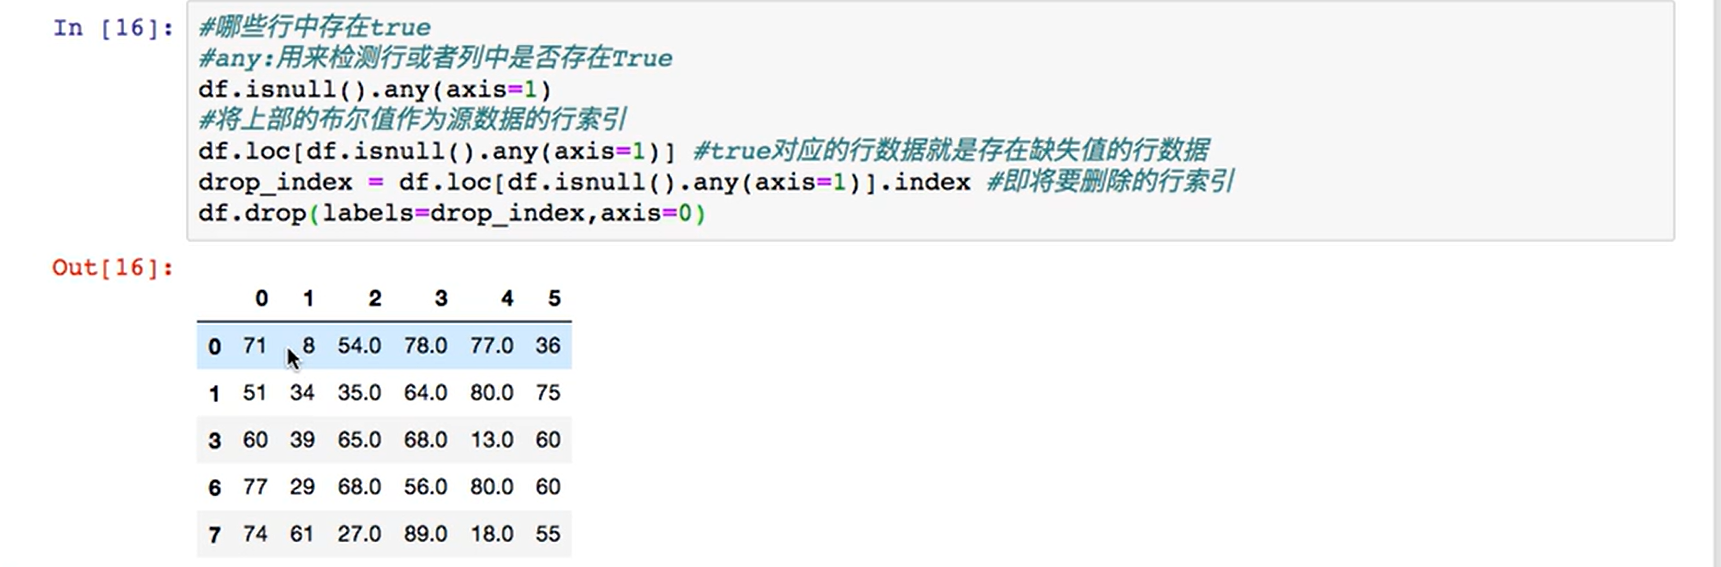 In [16]: #哪些行中存在true
#any:用来检测行或者列中是否存在True
df.isnull().any(axis=1)
#将上部的布尔值作为源数据的行索引
df.loc[df.isnull().any(axis=1)] #true对应的行数据就是存在缺失值的行数据
drop_index = df.loc[df.isnull().any(axis=1)].index #即将要删除的行索引
df.drop(labels=drop_index,axis=0)
Out[16]:
0 1 2 3 4 5
0 71 8 54.0 78.0 77.0 36
1 51 34 35.0 64.0 80.0 75
3 60 39 65.0 68.0 13.0 60
6 77 29 68.0 56.0 80.0 60
7 74 61 27.0 89.0 18.0 55